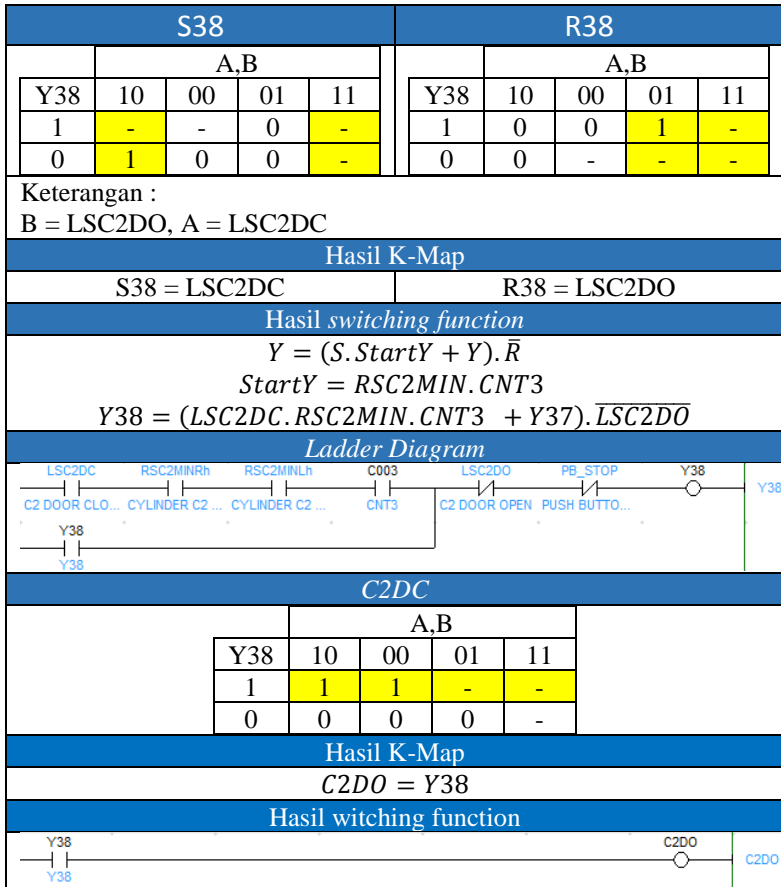 S38 R38
A,B A,B
Y38 10 00 01 11 Y38 10 00 01 11
1 - - 0 - 1 0 0 1 -
0 1 0 0 - 0 0 - - -
Keterangan :
B = LSC2DO, A = LSC2DC
Hasil K-Map
S38 = LSC2DC R38 = LSC2DO
Hasil switching function
Y = (S.StartY + Y).R̅
StartY = RSC2MIN.CNT3
Y38 = (LSC2DC.RSC2MIN.CNT3 + Y37).L̅S̅C̅2̅D̅O̅
Ladder Diagram
LSC2DC RSC2MINRh RSC2MINLh C003 LSC2DO PB_STOP Y38
Y38
C2 DOOR CLO... CYLINDER C2 ... CYLINDER C2 ... CNT3 C2 DOOR OPEN PUSH BUTTO...
Y38
Y38
C2DC
A,B
Y38 10 00 01 11
1 1 1 - -
0 0 0 0 -
Hasil K-Map
C2DO = Y38
Hasil witching function
Y38 C2DO
C2DO
Y38